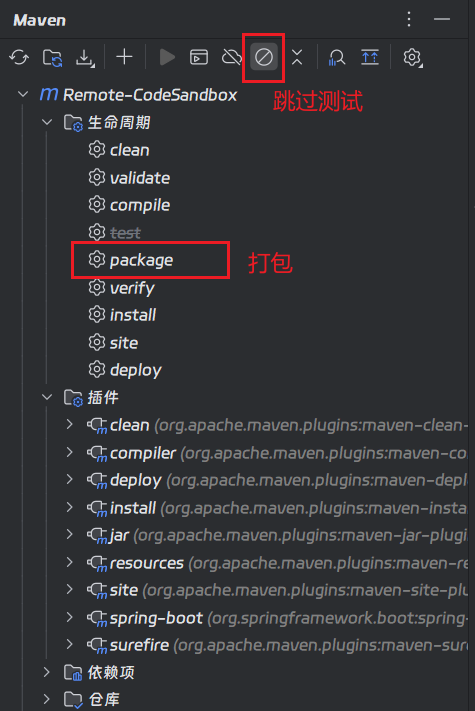 Maven
跳过测试
m Remote-CodeSandbox
生命周期
clean
validate
compile
test
package
打包
verify
install
site
deploy
插件
clean (org.apache.maven.plugins:maven-clean-
compiler (org.apache.maven.plugins:maven-co
deploy (org.apache.maven.plugins:maven-depl
install (org.apache.maven.plugins:maven-insta
jar (org.apache.maven.plugins:maven-jar-plugi
resources (org.apache.maven.plugins:maven-re
site (org.apache.maven.plugins:maven-site-plu
spring-boot (org.springframework.boot:spring-
surefire (org.apache.maven.plugins:maven-sure
依赖项
仓库